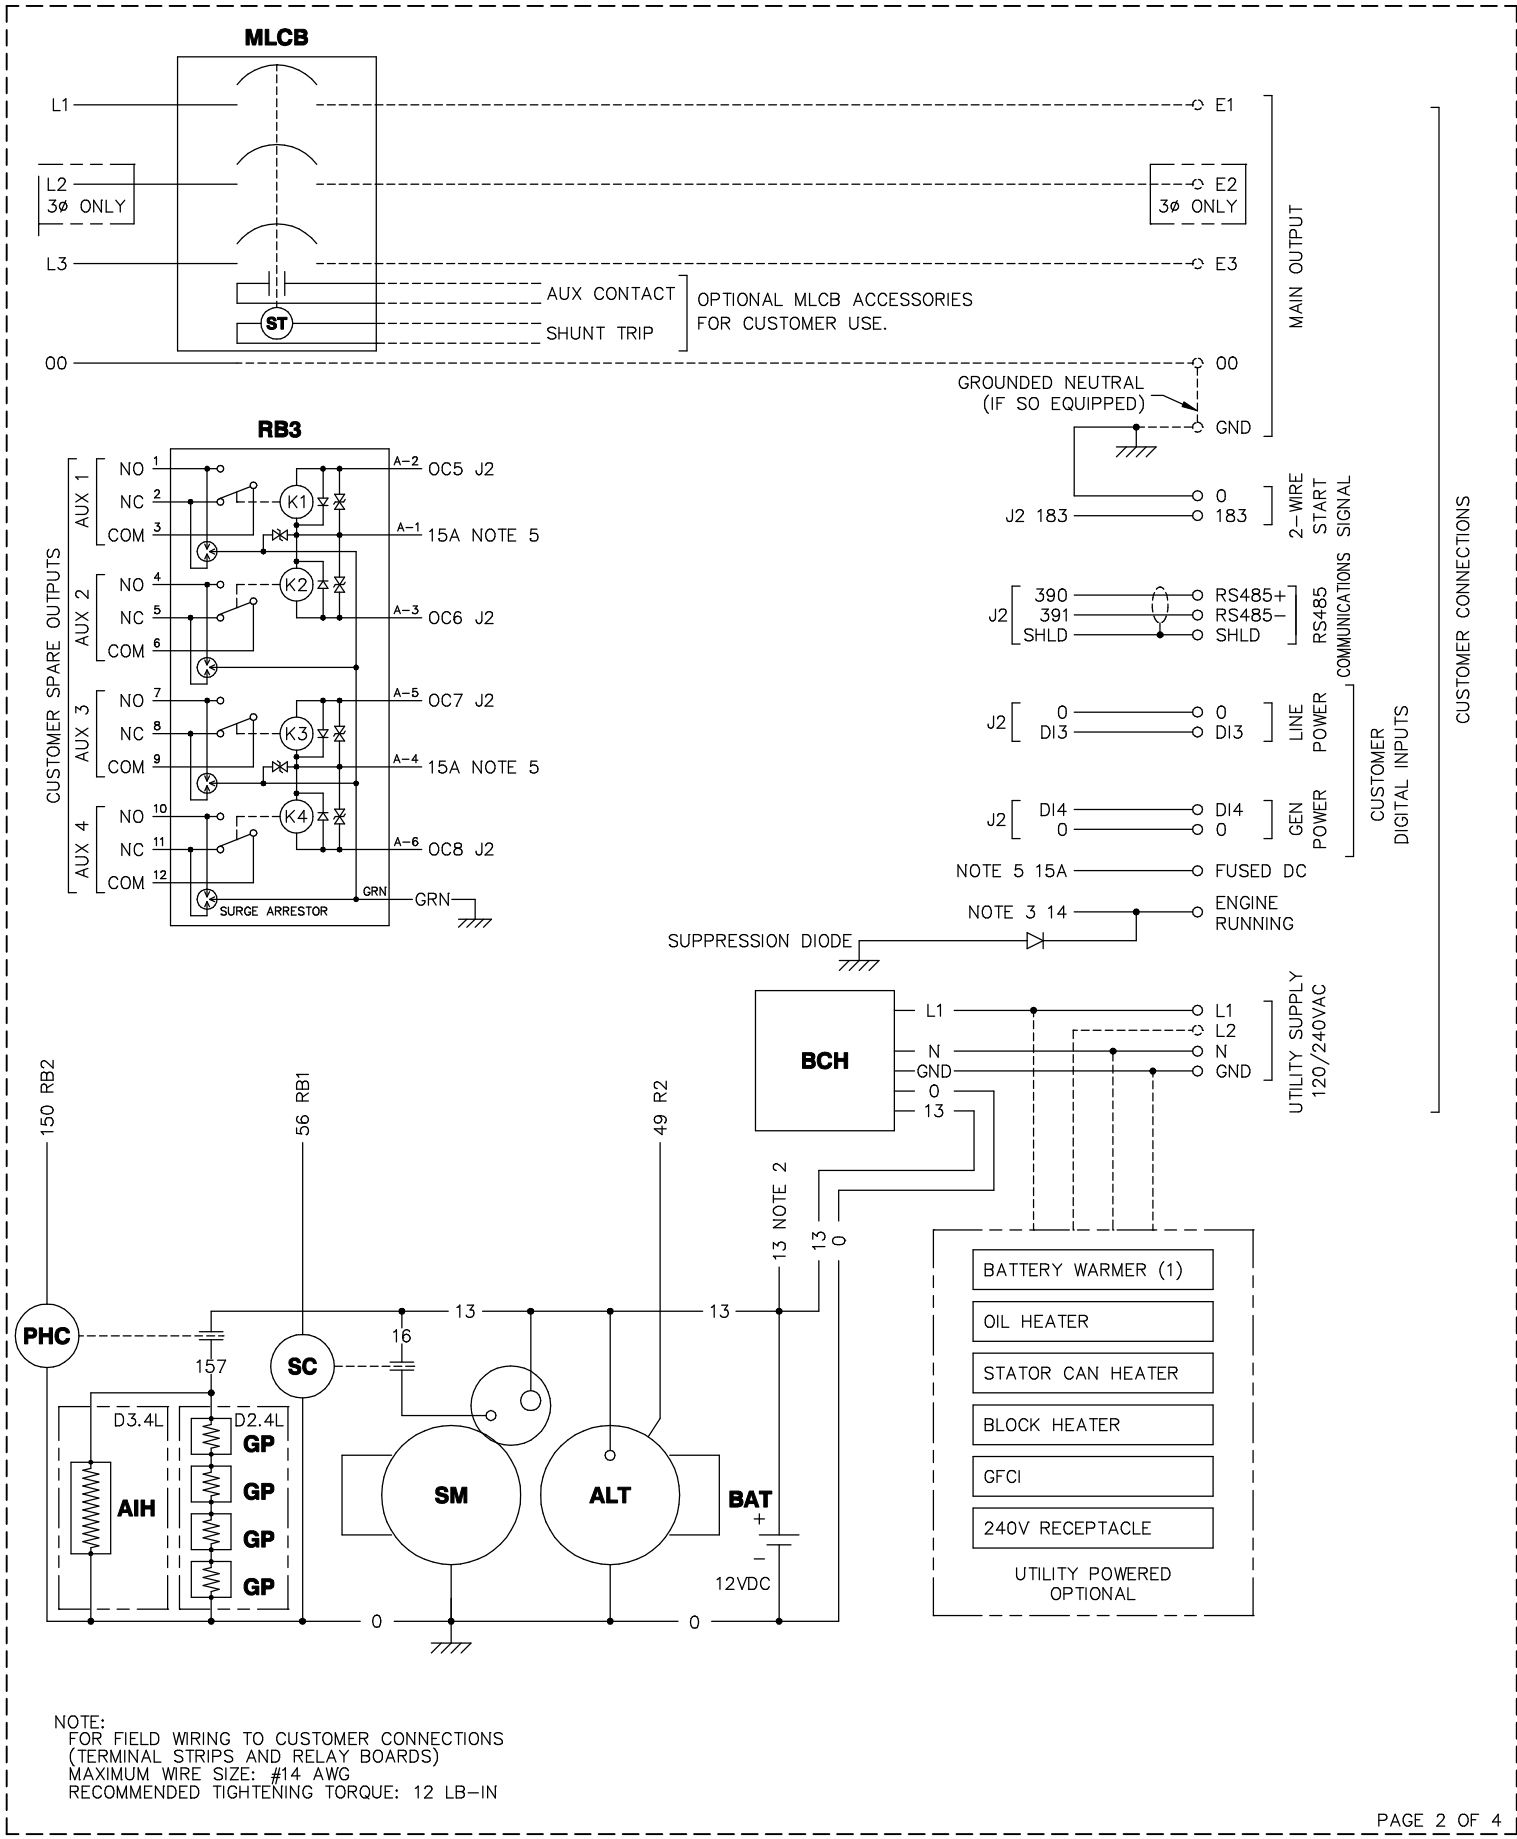 MLCB
L1
E1
L2
3ø ONLY
E2
3ø ONLY
L3
E3
MAIN OUTPUT
AUX CONTACT
ST
SHUNT TRIP
OPTIONAL MLCB ACCESSORIES
FOR CUSTOMER USE.
00
00
GROUNDED NEUTRAL
(IF SO EQUIPPED)
GND
RB3
CUSTOMER SPARE OUTPUTS
AUX 1
NO 1
NC 2
COM 3
K1
A-2 OC5 J2
A-1 15A NOTE 5
AUX 2
NO 4
NC 5
COM 6
K2
A-3 OC6 J2
AUX 3
NO 7
NC 8
COM 9
K3
A-5 OC7 J2
A-4 15A NOTE 5
AUX 4
NO 10
NC 11
COM 12
K4
A-6 OC8 J2
GRN
GRN
SURGE ARRESTOR
0
J2 183
183
2-WIRE
START
SIGNAL
J2
390
391
SHLD
RS485+
RS485-
SHLD
RS485
COMMUNICATIONS
J2
0
DI3
0
DI3
LINE
POWER
J2
DI4
0
DI4
0
GEN
POWER
CUSTOMER
DIGITAL INPUTS
CUSTOMER CONNECTIONS
NOTE 5 15A
FUSED DC
NOTE 3 14
ENGINE
RUNNING
SUPPRESSION DIODE
BCH
L1
N
GND
0
13
L1
L2
N
GND
UTILITY SUPPLY
120/240VAC
150 RB2
56 RB1
49 R2
13 NOTE 2
13
0
PHC
157
SC
16
13
13
D3.4L
AIH
D2.4L
GP
GP
GP
GP
SM
ALT
BAT
+
-
12VDC
0
0
BATTERY WARMER (1)
OIL HEATER
STATOR CAN HEATER
BLOCK HEATER
GFCI
240V RECEPTACLE
UTILITY POWERED
OPTIONAL
NOTE:
FOR FIELD WIRING TO CUSTOMER CONNECTIONS
(TERMINAL STRIPS AND RELAY BOARDS)
MAXIMUM WIRE SIZE: #14 AWG
RECOMMENDED TIGHTENING TORQUE: 12 LB-IN
PAGE 2 OF 4